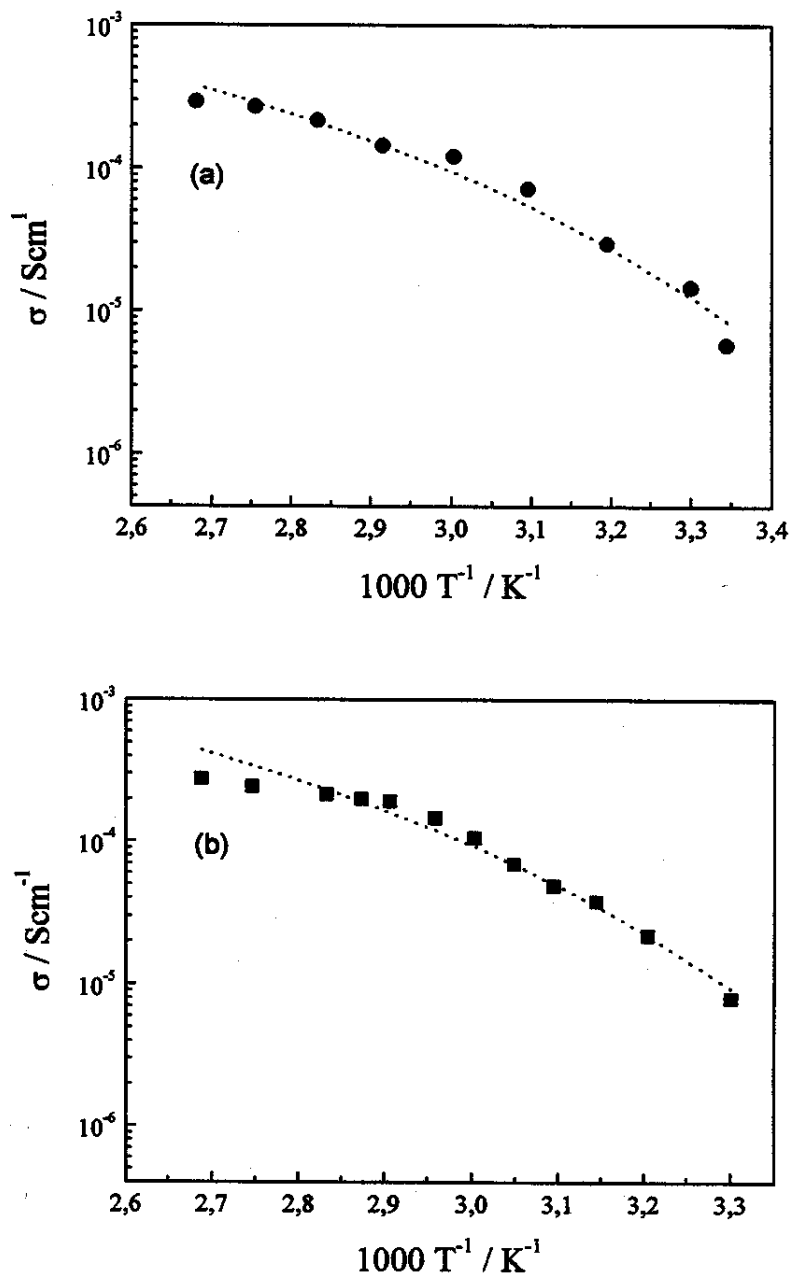 10⁻³
10⁻⁴
(a)
σ / Scm¹
10⁻⁵
10⁻⁶
2,6 2,7 2,8 2,9 3,0 3,1 3,2 3,3 3,4
1000 T⁻¹ / K⁻¹
10⁻³
10⁻⁴
(b)
σ / Scm⁻¹
10⁻⁵
10⁻⁶
2,6 2,7 2,8 2,9 3,0 3,1 3,2 3,3
1000 T⁻¹ / K⁻¹